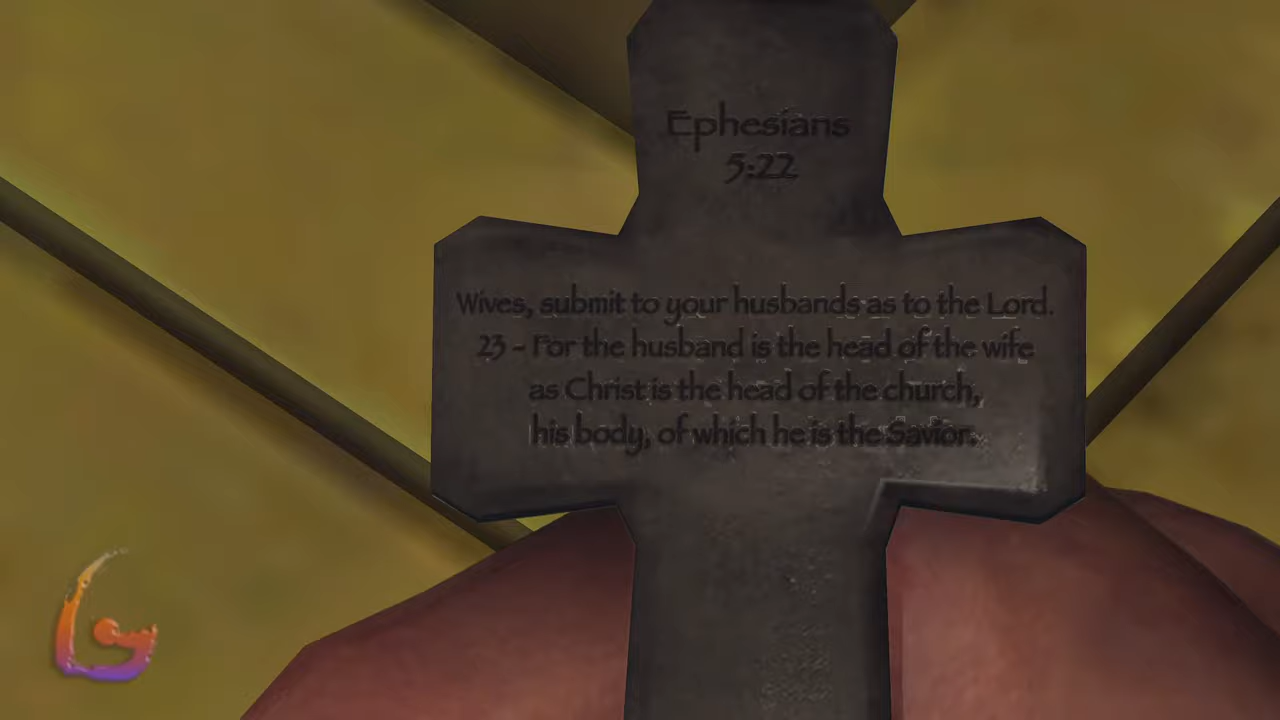 Ephesians
5:22
Wives, submit to your husbands as to the Lord.
23 - For the husband is the head of the wife
as Christ is the head of the church,
his body, of which he is the Savior.